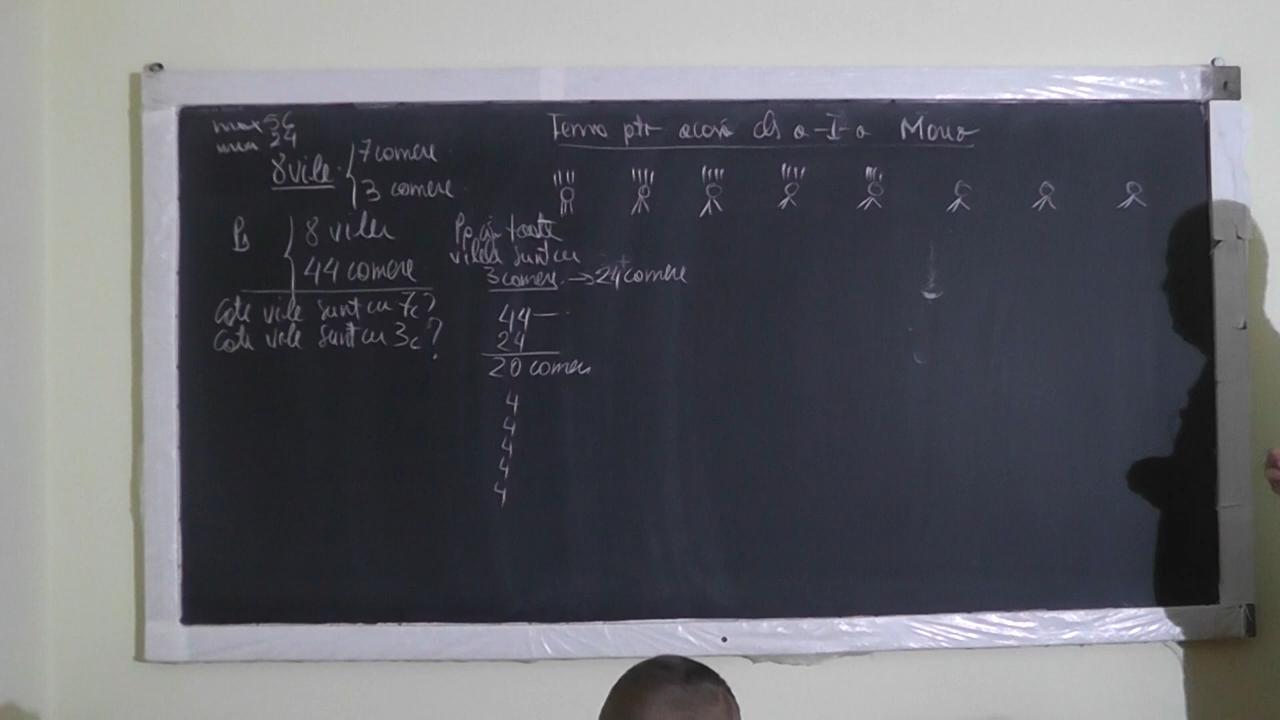 Tema ptr acasă cls a-I-a Maria
max 56
min 24
8 vile
7 camere
3 camere
Ps
8 vile
44 camere
Câte vile sunt cu 7c?
Câte vile sunt cu 3c?
Pp. că toate
vilele sunt cu
3 camere → 24 camere
44 —
24
20 camere
4
4
4
4
4